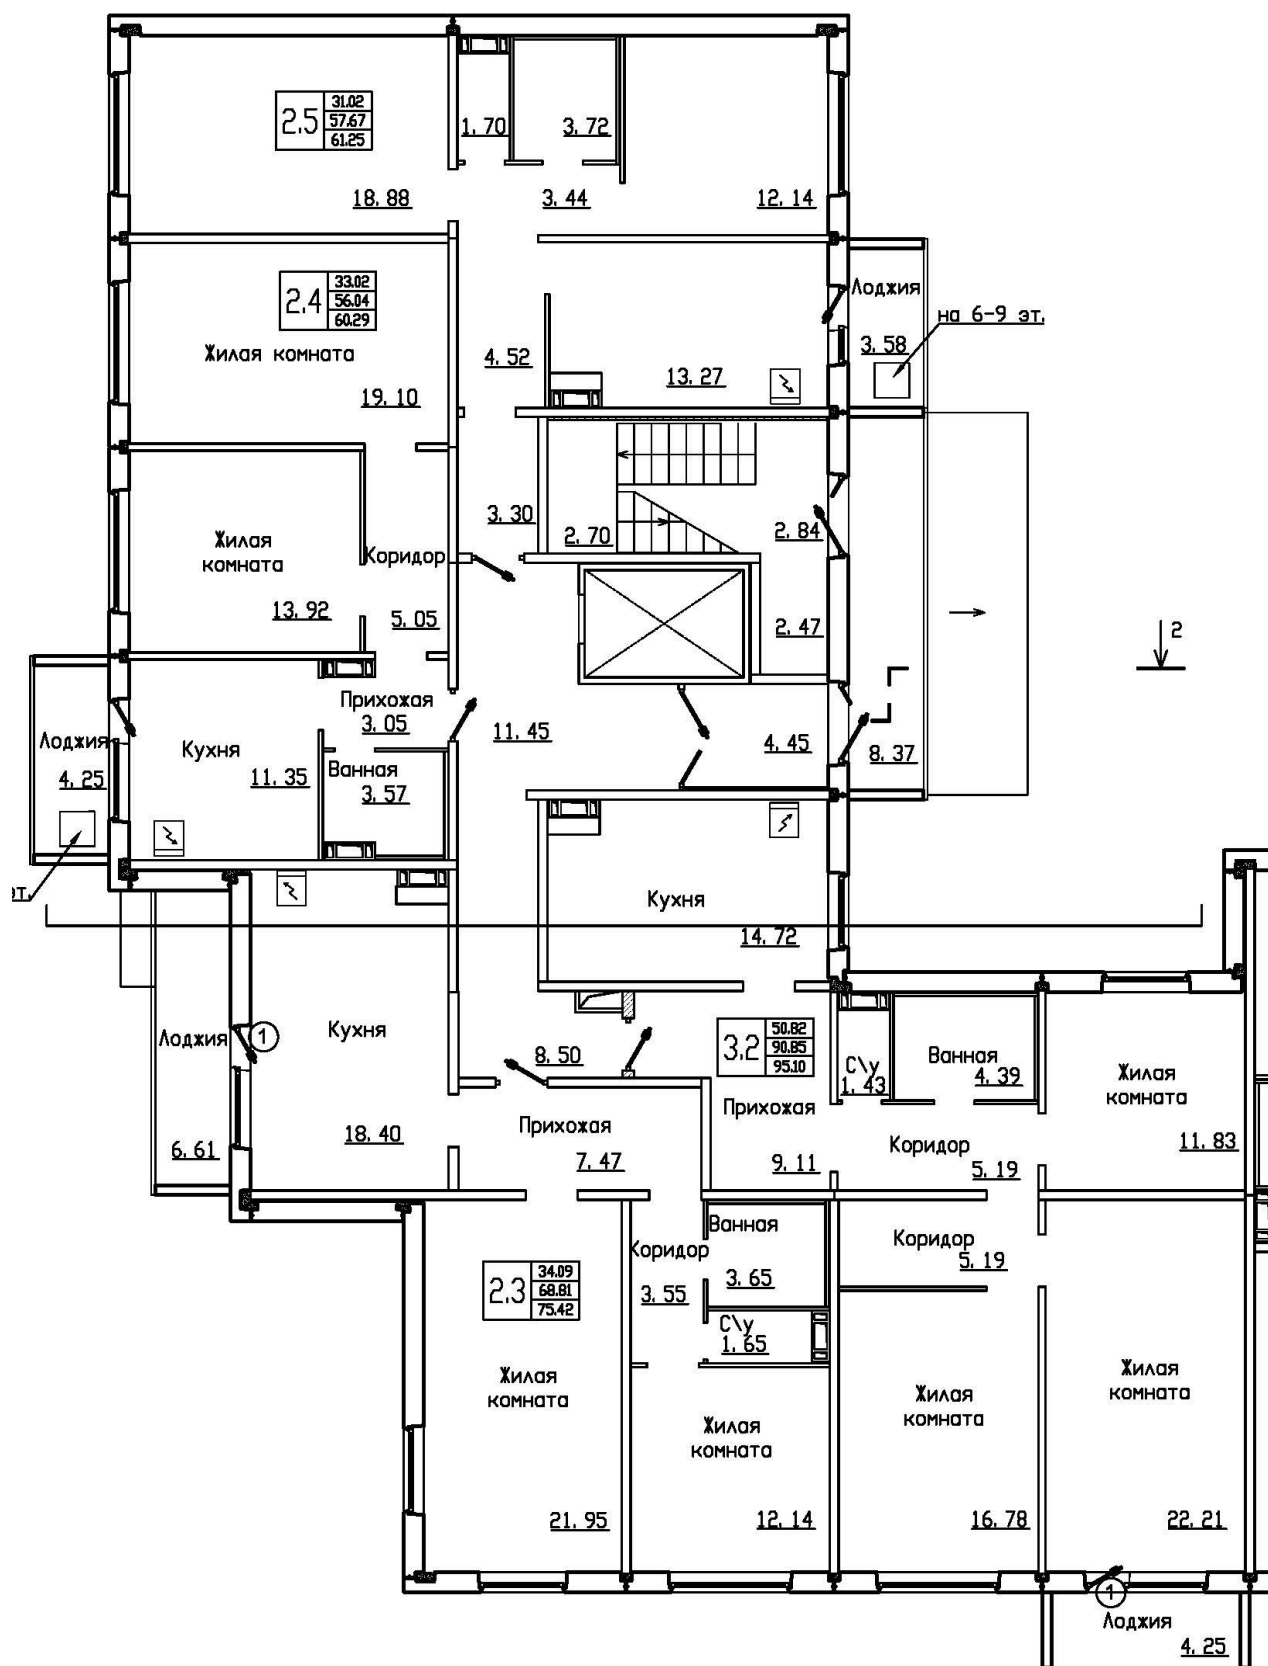 2.5
31.02
57.67
61.25
1.70
3.72
18.88
3.44
12.14
2.4
33.02
56.04
60.29
Лоджия
3.58
на 6-9 эт.
Жилая комната
19.10
4.52
13.27
3.30
2.70
2.84
Жилая
комната
13.92
Коридор
5.05
2.47
2
Прихожая
3.05
11.45
4.45
8.37
Лоджия
4.25
Кухня
11.35
Ванная
3.57
эт.
Кухня
14.72
Лоджия
6.61
1
Кухня
18.40
8.50
3.2
50.82
90.85
95.10
С\у
1.43
Ванная
4.39
Жилая
комната
11.83
Прихожая
7.47
Прихожая
9.11
Коридор
5.19
2.3
34.09
68.81
75.42
Коридор
3.55
Ванная
3.65
С\у
1.65
Коридор
5.19
Жилая
комната
21.95
Жилая
комната
12.14
Жилая
комната
16.78
Жилая
комната
22.21
1
Лоджия
4.25